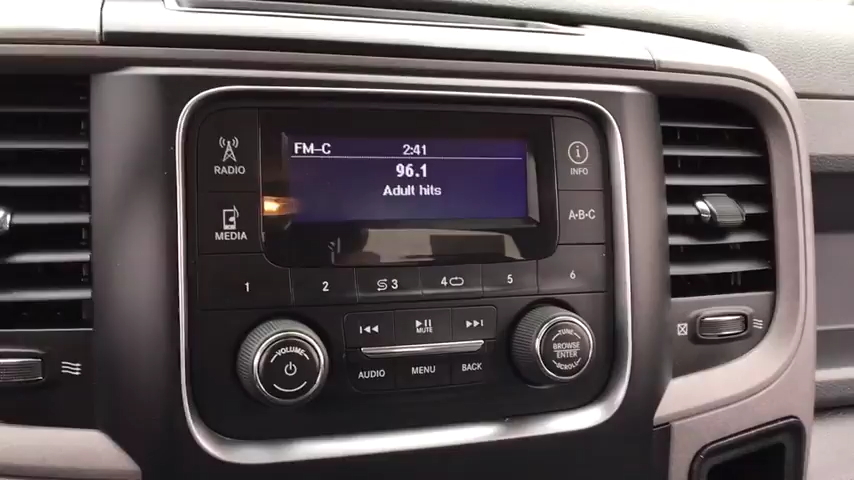 FM–C 2:41
96.1
Adult hits
RADIO
MEDIA
INFO
A·B·C
1 2 3 4 5 6
MUTE
VOLUME
AUDIO MENU BACK
TUNE
BROWSE
ENTER
SCROLL